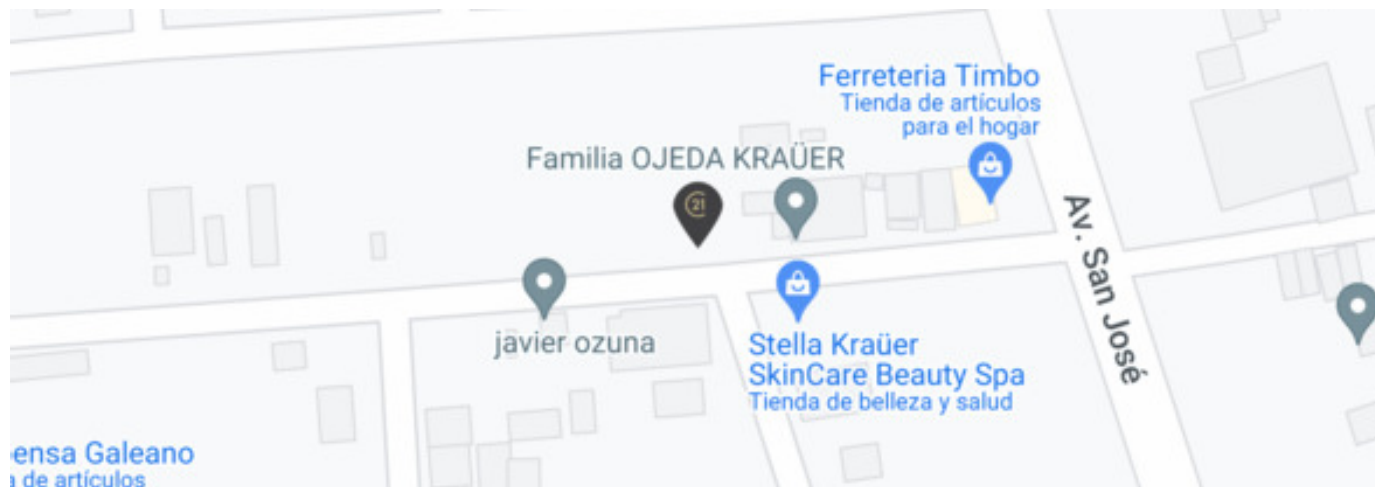 Ferreteria Timbo
Tienda de artículos
para el hogar
Familia OJEDA KRAÜER
21
Av. San José
javier ozuna
Stella Kraüer
SkinCare Beauty Spa
Tienda de belleza y salud
ensa Galeano
a de artículos